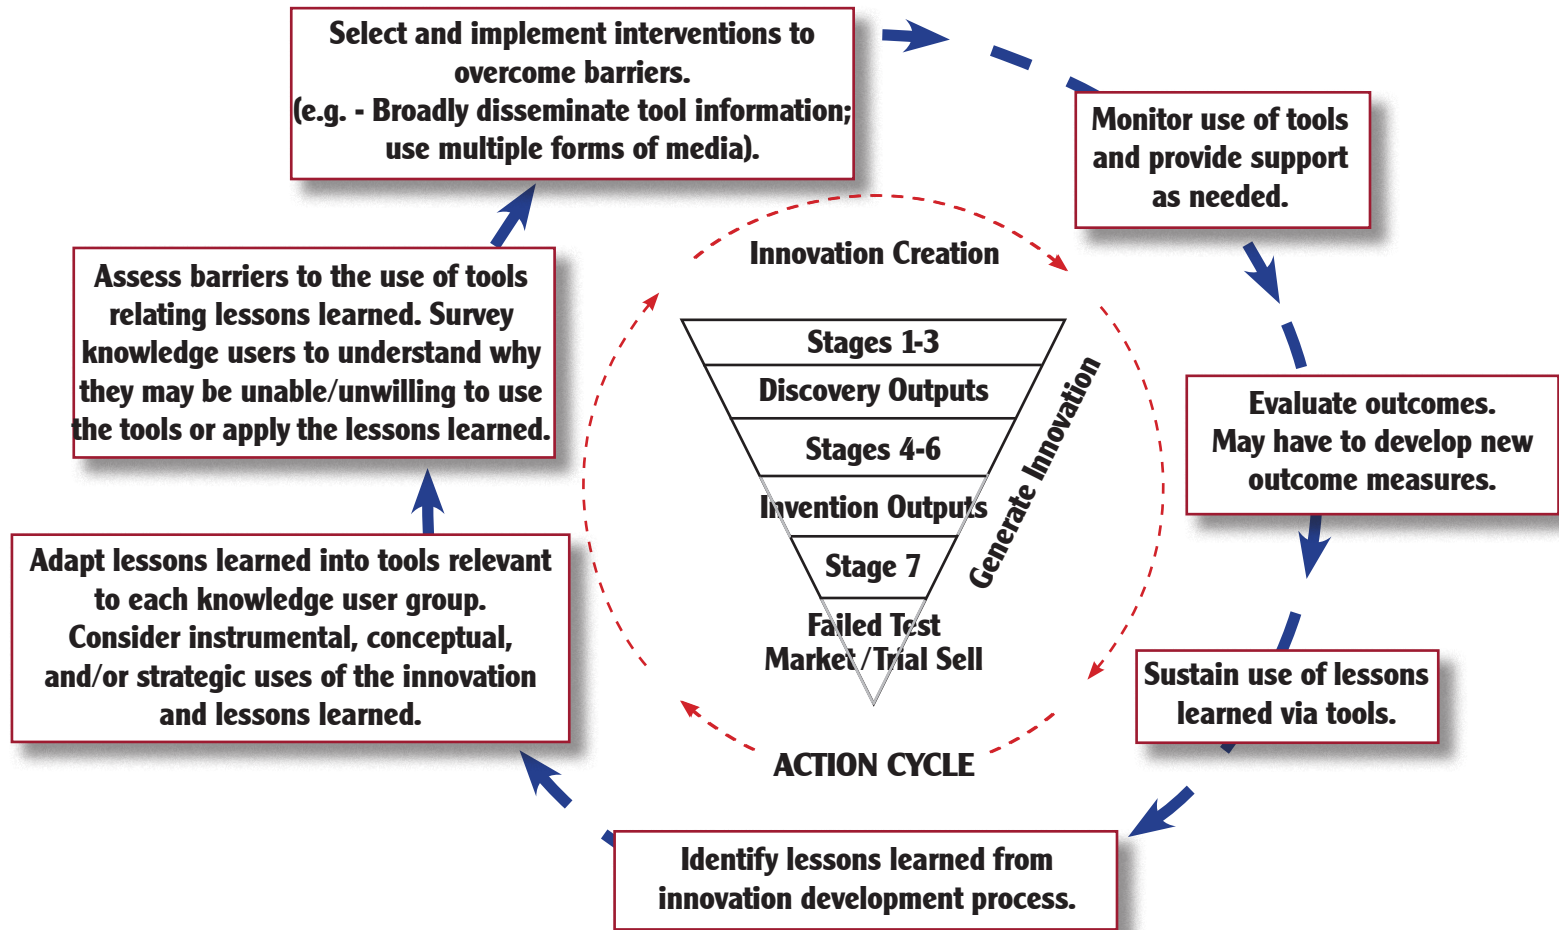 Select and implement interventions to
overcome barriers.
(e.g. - Broadly disseminate tool information;
use multiple forms of media).
Monitor use of tools
and provide support
as needed.
Evaluate outcomes.
May have to develop new
outcome measures.
Sustain use of lessons
learned via tools.
Identify lessons learned from
innovation development process.
Adapt lessons learned into tools relevant
to each knowledge user group.
Consider instrumental, conceptual,
and/or strategic uses of the innovation
and lessons learned.
Assess barriers to the use of tools
relating lessons learned. Survey
knowledge users to understand why
they may be unable/unwilling to use
the tools or apply the lessons learned.
Innovation Creation
Stages 1-3
Discovery Outputs
Stages 4-6
Invention Outputs
Stage 7
Failed Test
Market/Trial Sell
Generate Innovation
ACTION CYCLE